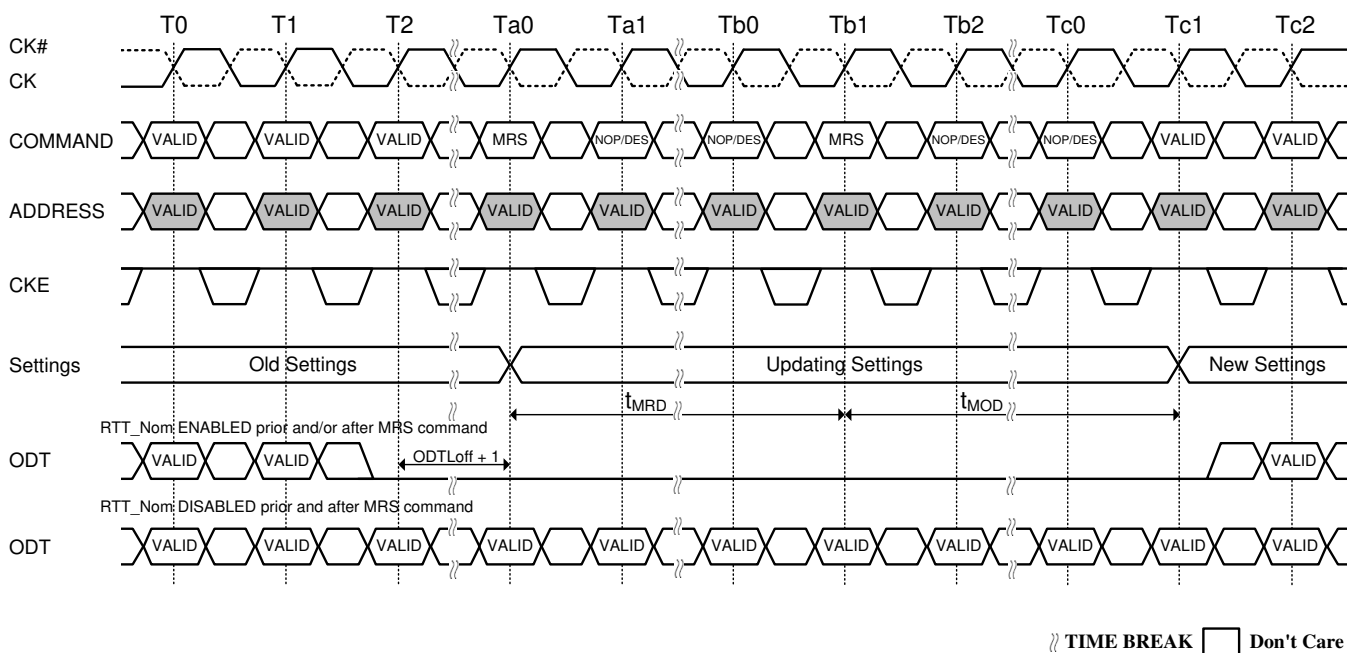 T0 T1 T2 Ta0 Ta1 Tb0 Tb1 Tb2 Tc0 Tc1 Tc2
CK#
CK
COMMAND VALID VALID VALID MRS NOP/DES NOP/DES MRS NOP/DES NOP/DES VALID VALID
ADDRESS VALID VALID VALID VALID VALID VALID VALID VALID VALID VALID VALID
CKE
Settings Old Settings Updating Settings New Settings
tMRD tMOD
RTT_Nom ENABLED prior and/or after MRS command
ODT VALID VALID ODTLoff + 1 VALID
RTT_Nom DISABLED prior and after MRS command
ODT VALID VALID VALID VALID VALID VALID VALID VALID VALID VALID VALID
TIME BREAK Don't Care